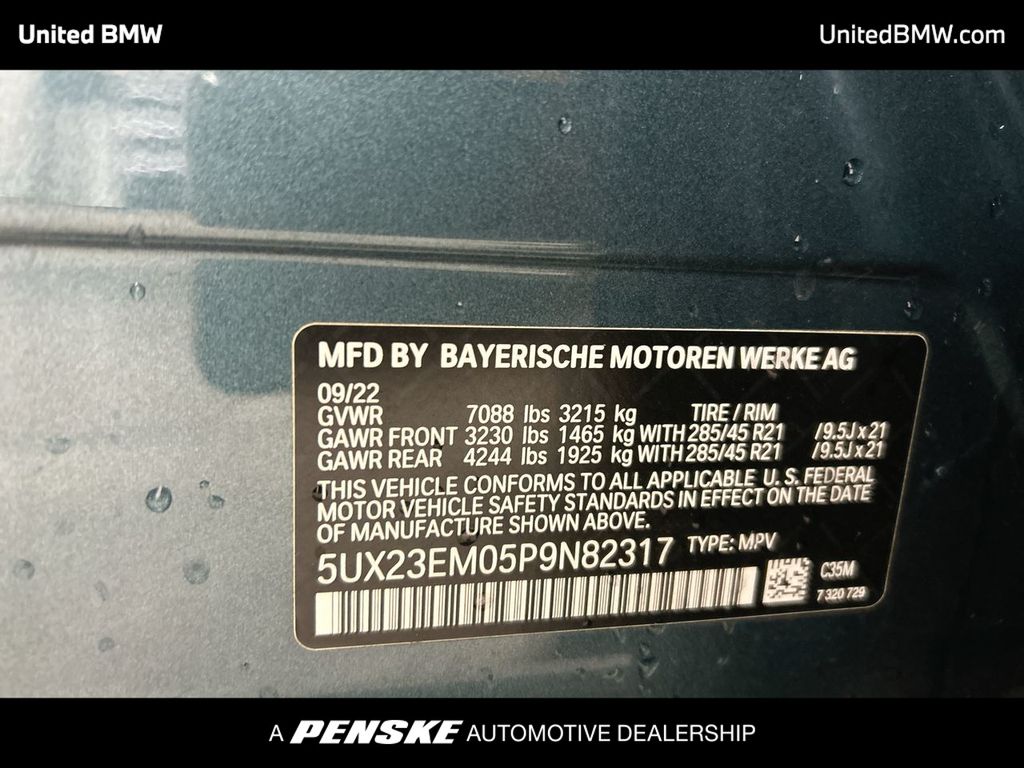 United BMW
UnitedBMW.com
MFD BY BAYERISCHE MOTOREN WERKE AG
09/22
GVWR 7088 lbs 3215 kg TIRE / RIM
GAWR FRONT 3230 lbs 1465 kg WITH 285/45 R21 /9.5J x 21
GAWR REAR 4244 lbs 1925 kg WITH 285/45 R21 /9.5J x 21
THIS VEHICLE CONFORMS TO ALL APPLICABLE U.S. FEDERAL
MOTOR VEHICLE SAFETY STANDARDS IN EFFECT ON THE DATE
OF MANUFACTURE SHOWN ABOVE.
5UX23EM05P9N82317 TYPE: MPV
C35M
7 320 729
A PENSKE AUTOMOTIVE DEALERSHIP